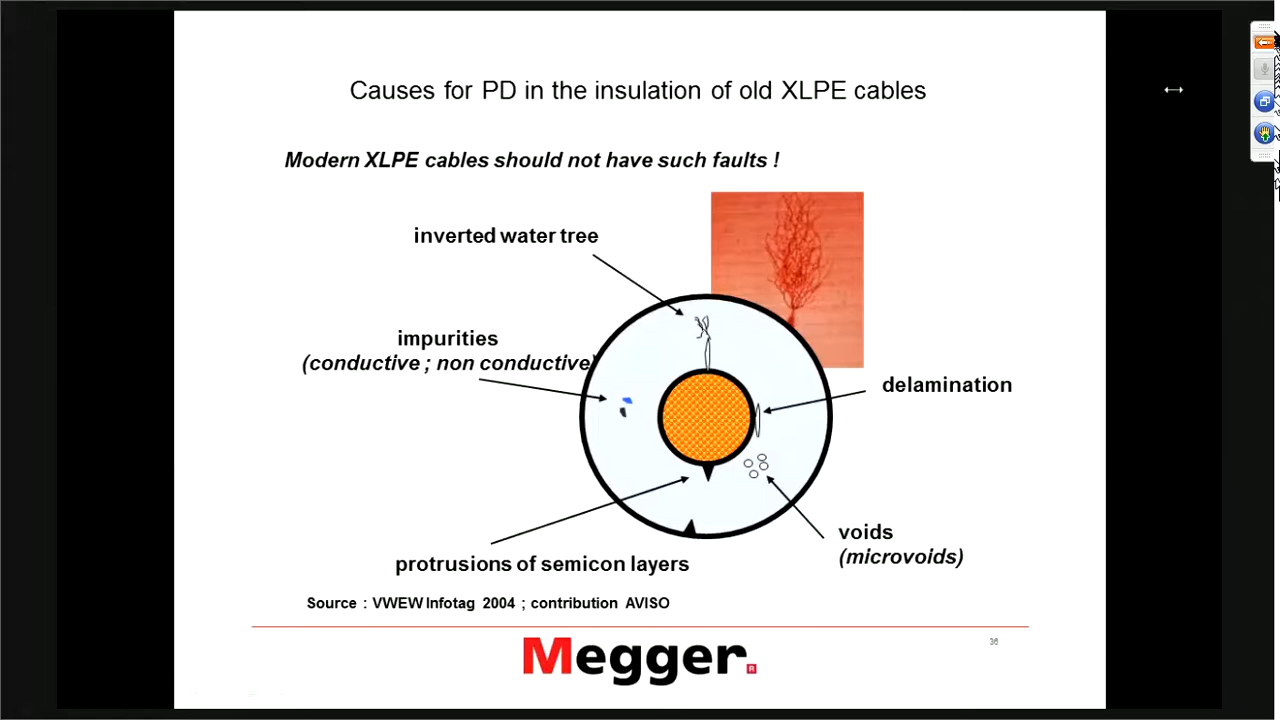 Causes for PD in the insulation of old XLPE cables
Modern XLPE cables should not have such faults !
inverted water tree
impurities
(conductive ; non conductive)
delamination
voids
(microvoids)
protrusions of semicon layers
Source : VWEW Infotag 2004 ; contribution AVISO
36
Megger.
R